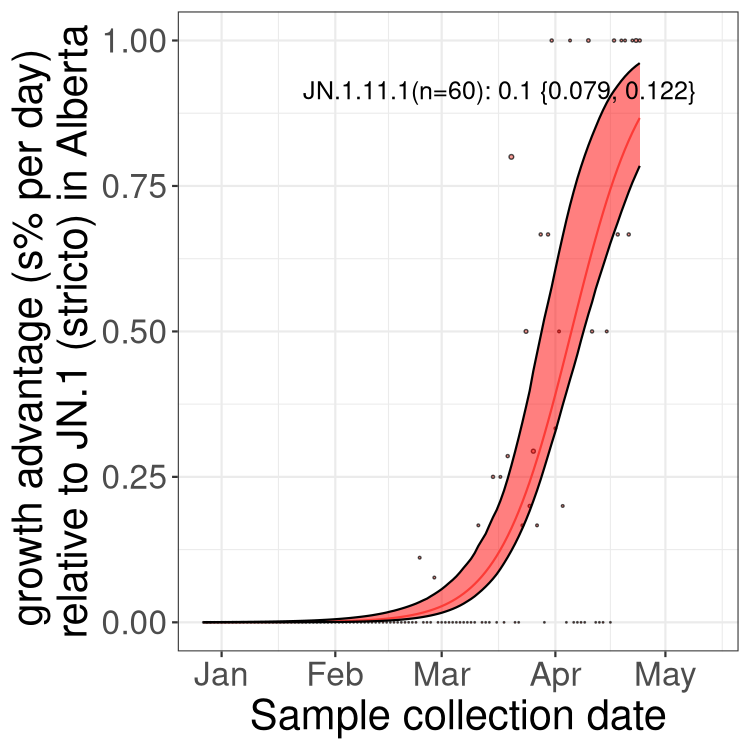 growth advantage (s% per day)
relative to JN.1 (stricto) in Alberta
1.00
0.75
0.50
0.25
0.00
JN.1.11.1(n=60): 0.1 {0.079, 0.122}
Jan Feb Mar Apr May
Sample collection date